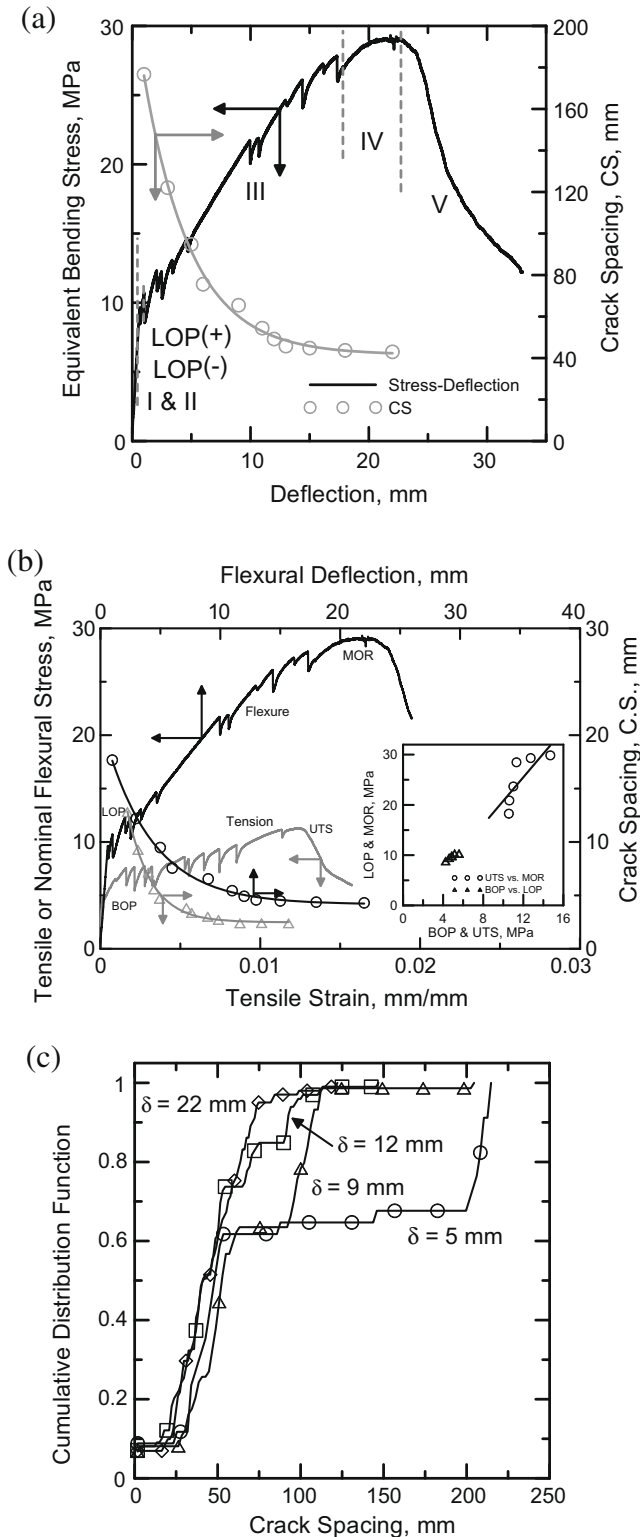 (a)
Equivalent Bending Stress, MPa
30
20
10
0
200
160
120
80
40
0
Crack Spacing, CS, mm
III
IV
V
LOP(+)
LOP(-)
I & II
Stress-Deflection
CS
0 10 20 30
Deflection, mm
(b)
Flexural Deflection, mm
0 10 20 30 40
Tensile or Nominal Flexural Stress, MPa
30
20
10
0
30
25
20
15
10
5
0
Crack Spacing, C.S., mm
MOR
Flexure
LOP
Tension
UTS
BOP
LOP & MOR, MPa
30
20
10
0
UTS vs. MOR
BOP vs. LOP
0 4 8 12 16
BOP & UTS, MPa
0 0.01 0.02 0.03
Tensile Strain, mm/mm
(c)
Cumulative Distribution Function
1
0.8
0.6
0.4
0.2
0
δ = 22 mm
δ = 12 mm
δ = 9 mm
δ = 5 mm
0 50 100 150 200 250
Crack Spacing, mm